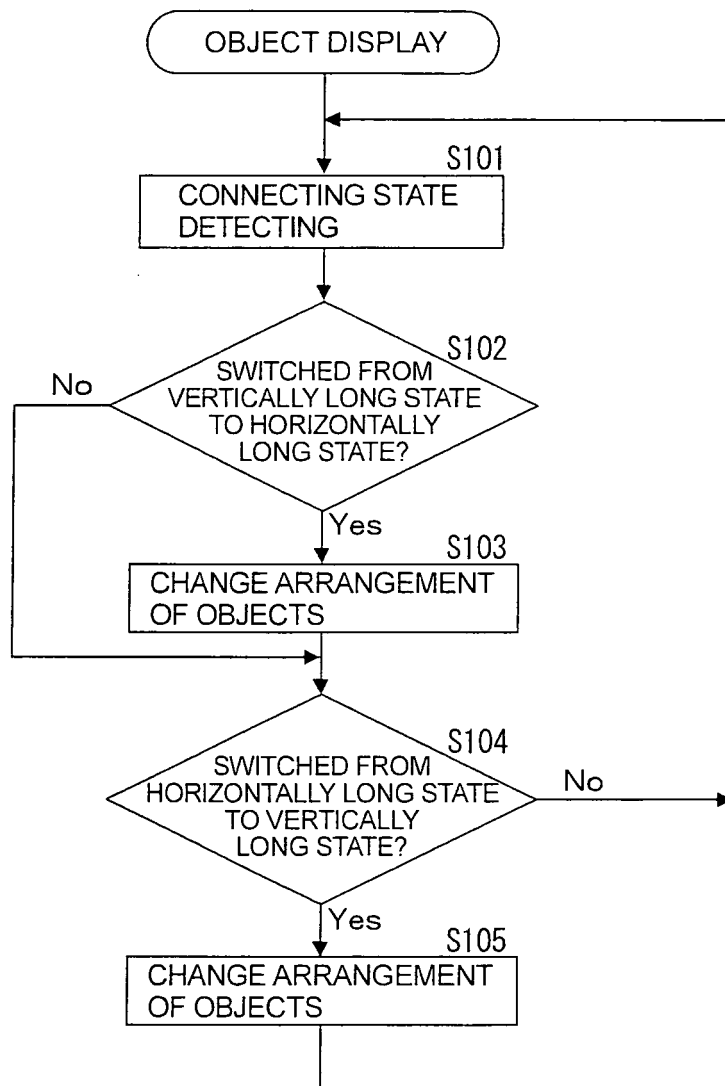 OBJECT DISPLAY
S101
CONNECTING STATE
DETECTING
S102
No
SWITCHED FROM
VERTICALLY LONG STATE
TO HORIZONTALLY
LONG STATE?
Yes
S103
CHANGE ARRANGEMENT
OF OBJECTS
S104
SWITCHED FROM
HORIZONTALLY LONG STATE
TO VERTICALLY
LONG STATE?
No
Yes
S105
CHANGE ARRANGEMENT
OF OBJECTS